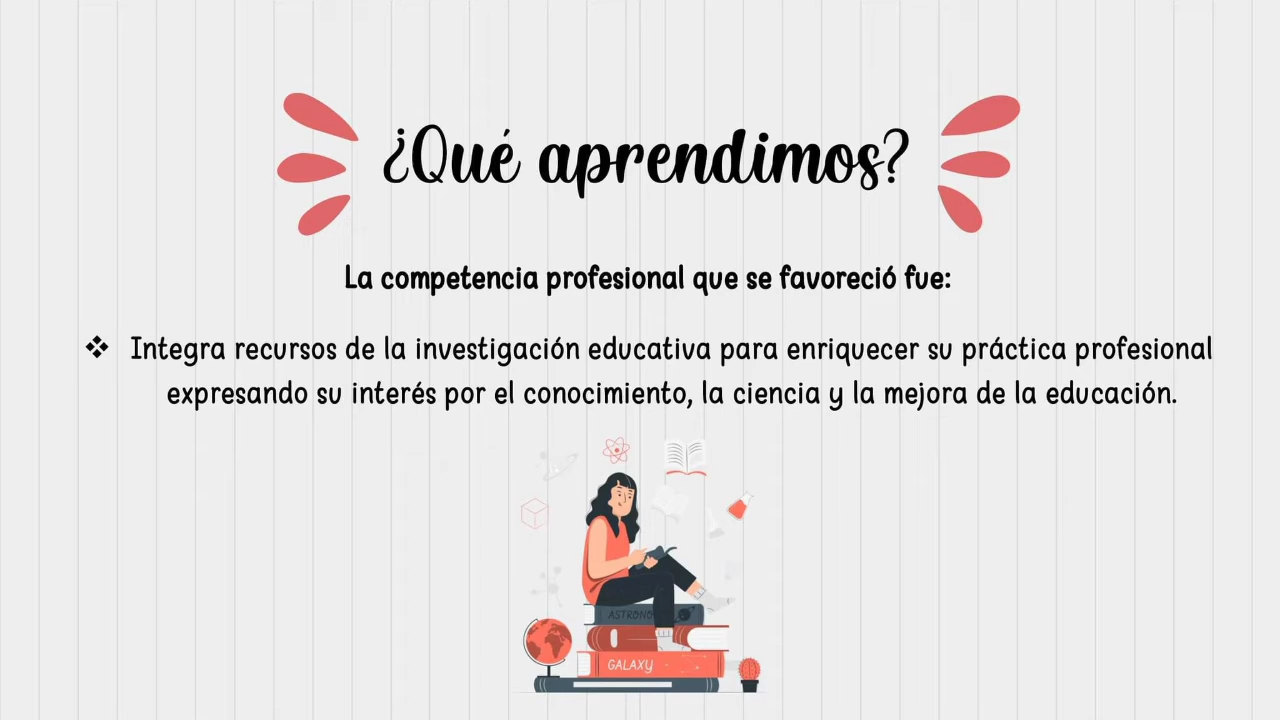 ¿Qué aprendimos?
La competencia profesional que se favoreció fue:
❖ Integra recursos de la investigación educativa para enriquecer su práctica profesional
expresando su interés por el conocimiento, la ciencia y la mejora de la educación.
ASTRONO
GALAXY